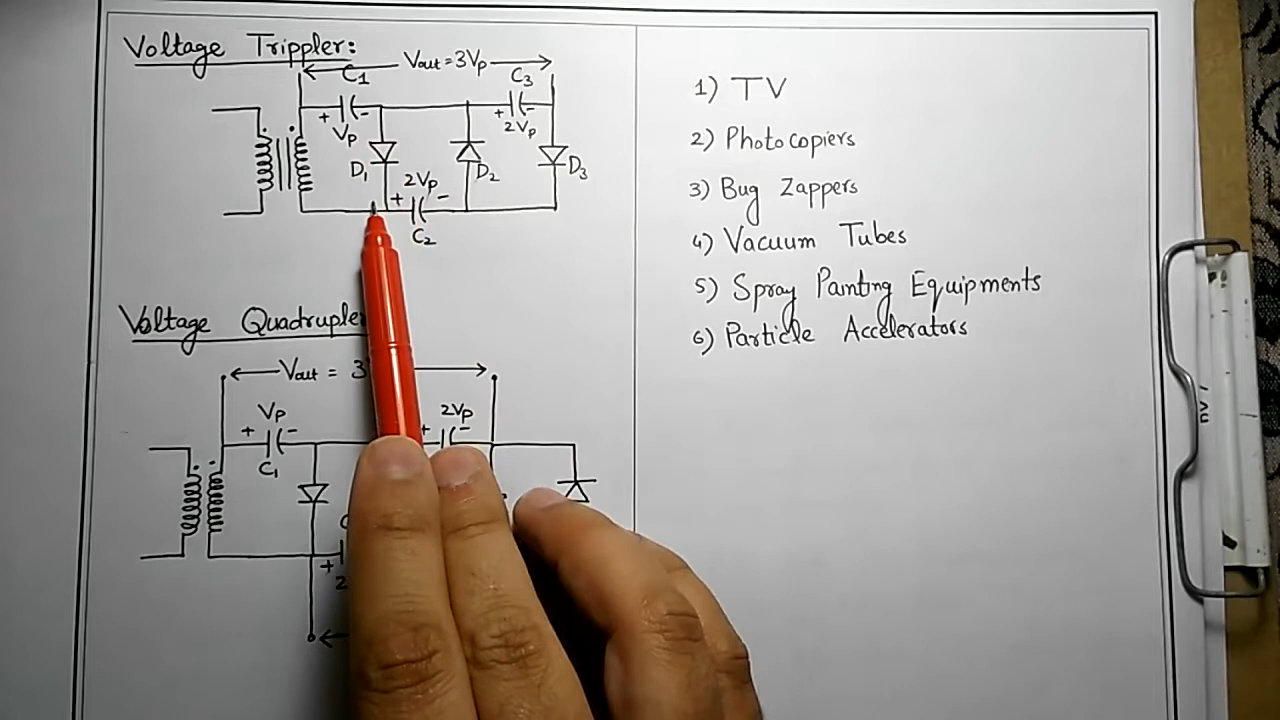 Voltage Trippler:
Vout = 3Vp
C1
C3
+ -
Vp
+ -
2Vp
D1
D2
D3
2Vp
+ -
C2
Voltage
Vout = 3
Vp
+ -
C1
2Vp
+ -
+
2
1) TV
2) Photocopiers
3) Bug Zappers
4) Vacuum Tubes
5) Spray Painting Equipments
6) Particle Accelerators